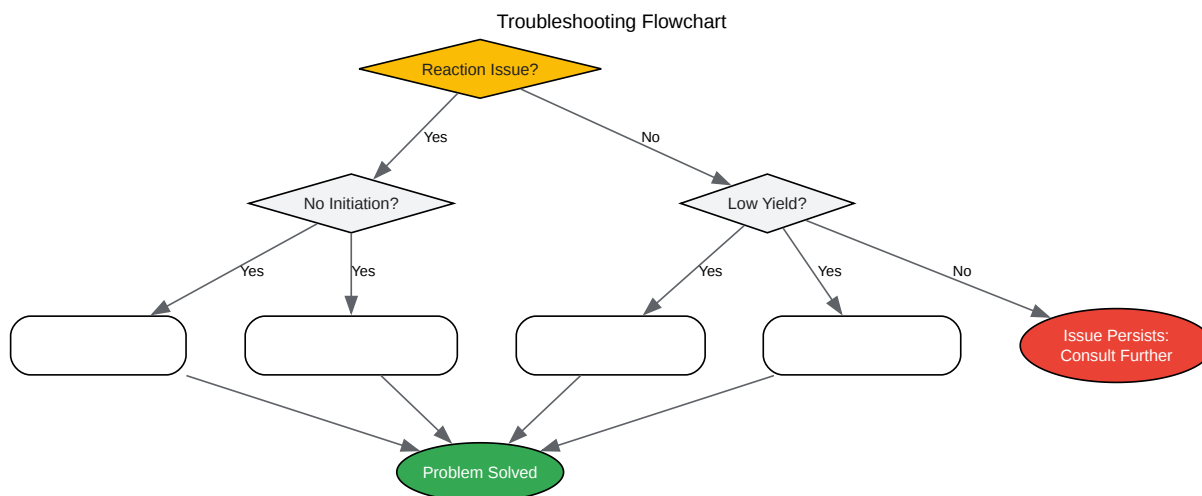 Troubleshooting Flowchart
Reaction Issue?
Yes
No
No Initiation?
Low Yield?
Yes
Yes
Yes
Yes
No
Issue Persists:
Consult Further
Problem Solved